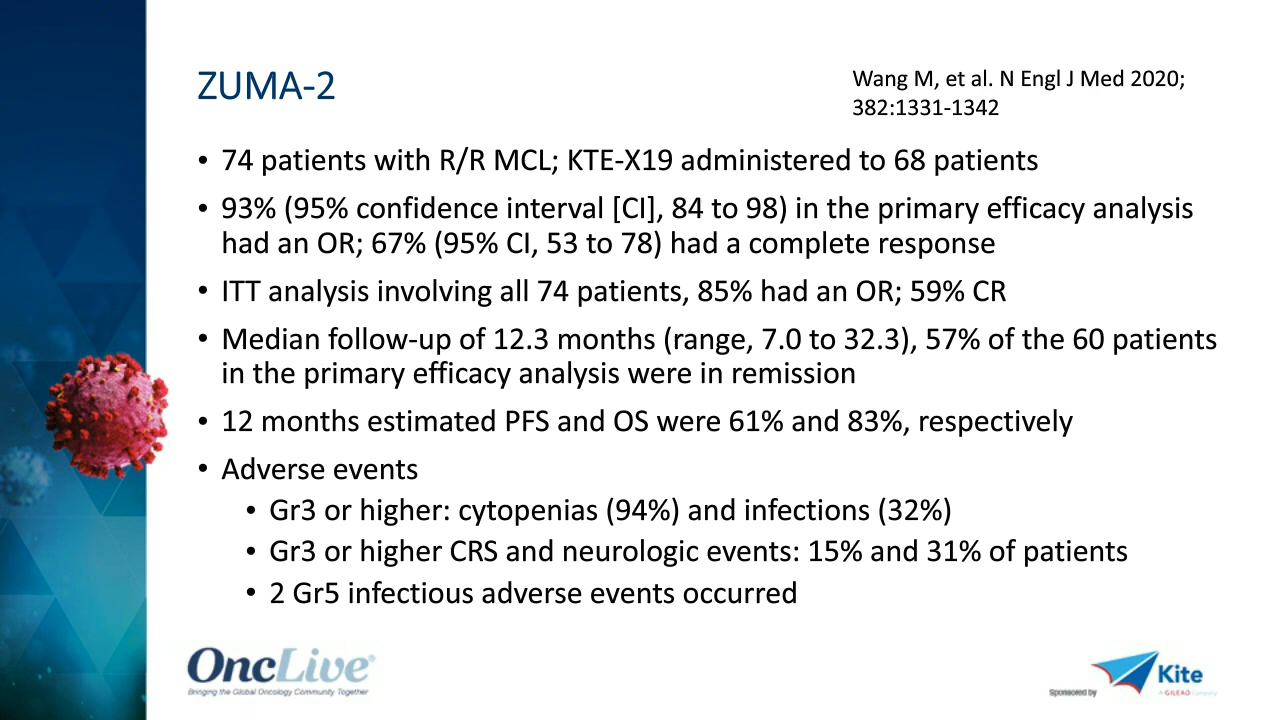 ZUMA-2
Wang M, et al. N Engl J Med 2020;
382:1331-1342
• 74 patients with R/R MCL; KTE-X19 administered to 68 patients
• 93% (95% confidence interval [CI], 84 to 98) in the primary efficacy analysis
had an OR; 67% (95% CI, 53 to 78) had a complete response
• ITT analysis involving all 74 patients, 85% had an OR; 59% CR
• Median follow-up of 12.3 months (range, 7.0 to 32.3), 57% of the 60 patients
in the primary efficacy analysis were in remission
• 12 months estimated PFS and OS were 61% and 83%, respectively
• Adverse events
• Gr3 or higher: cytopenias (94%) and infections (32%)
• Gr3 or higher CRS and neurologic events: 15% and 31% of patients
• 2 Gr5 infectious adverse events occurred
OncLive®
Bringing the Global Oncology Community Together
Sponsored by
Kite
A GILEAD Company